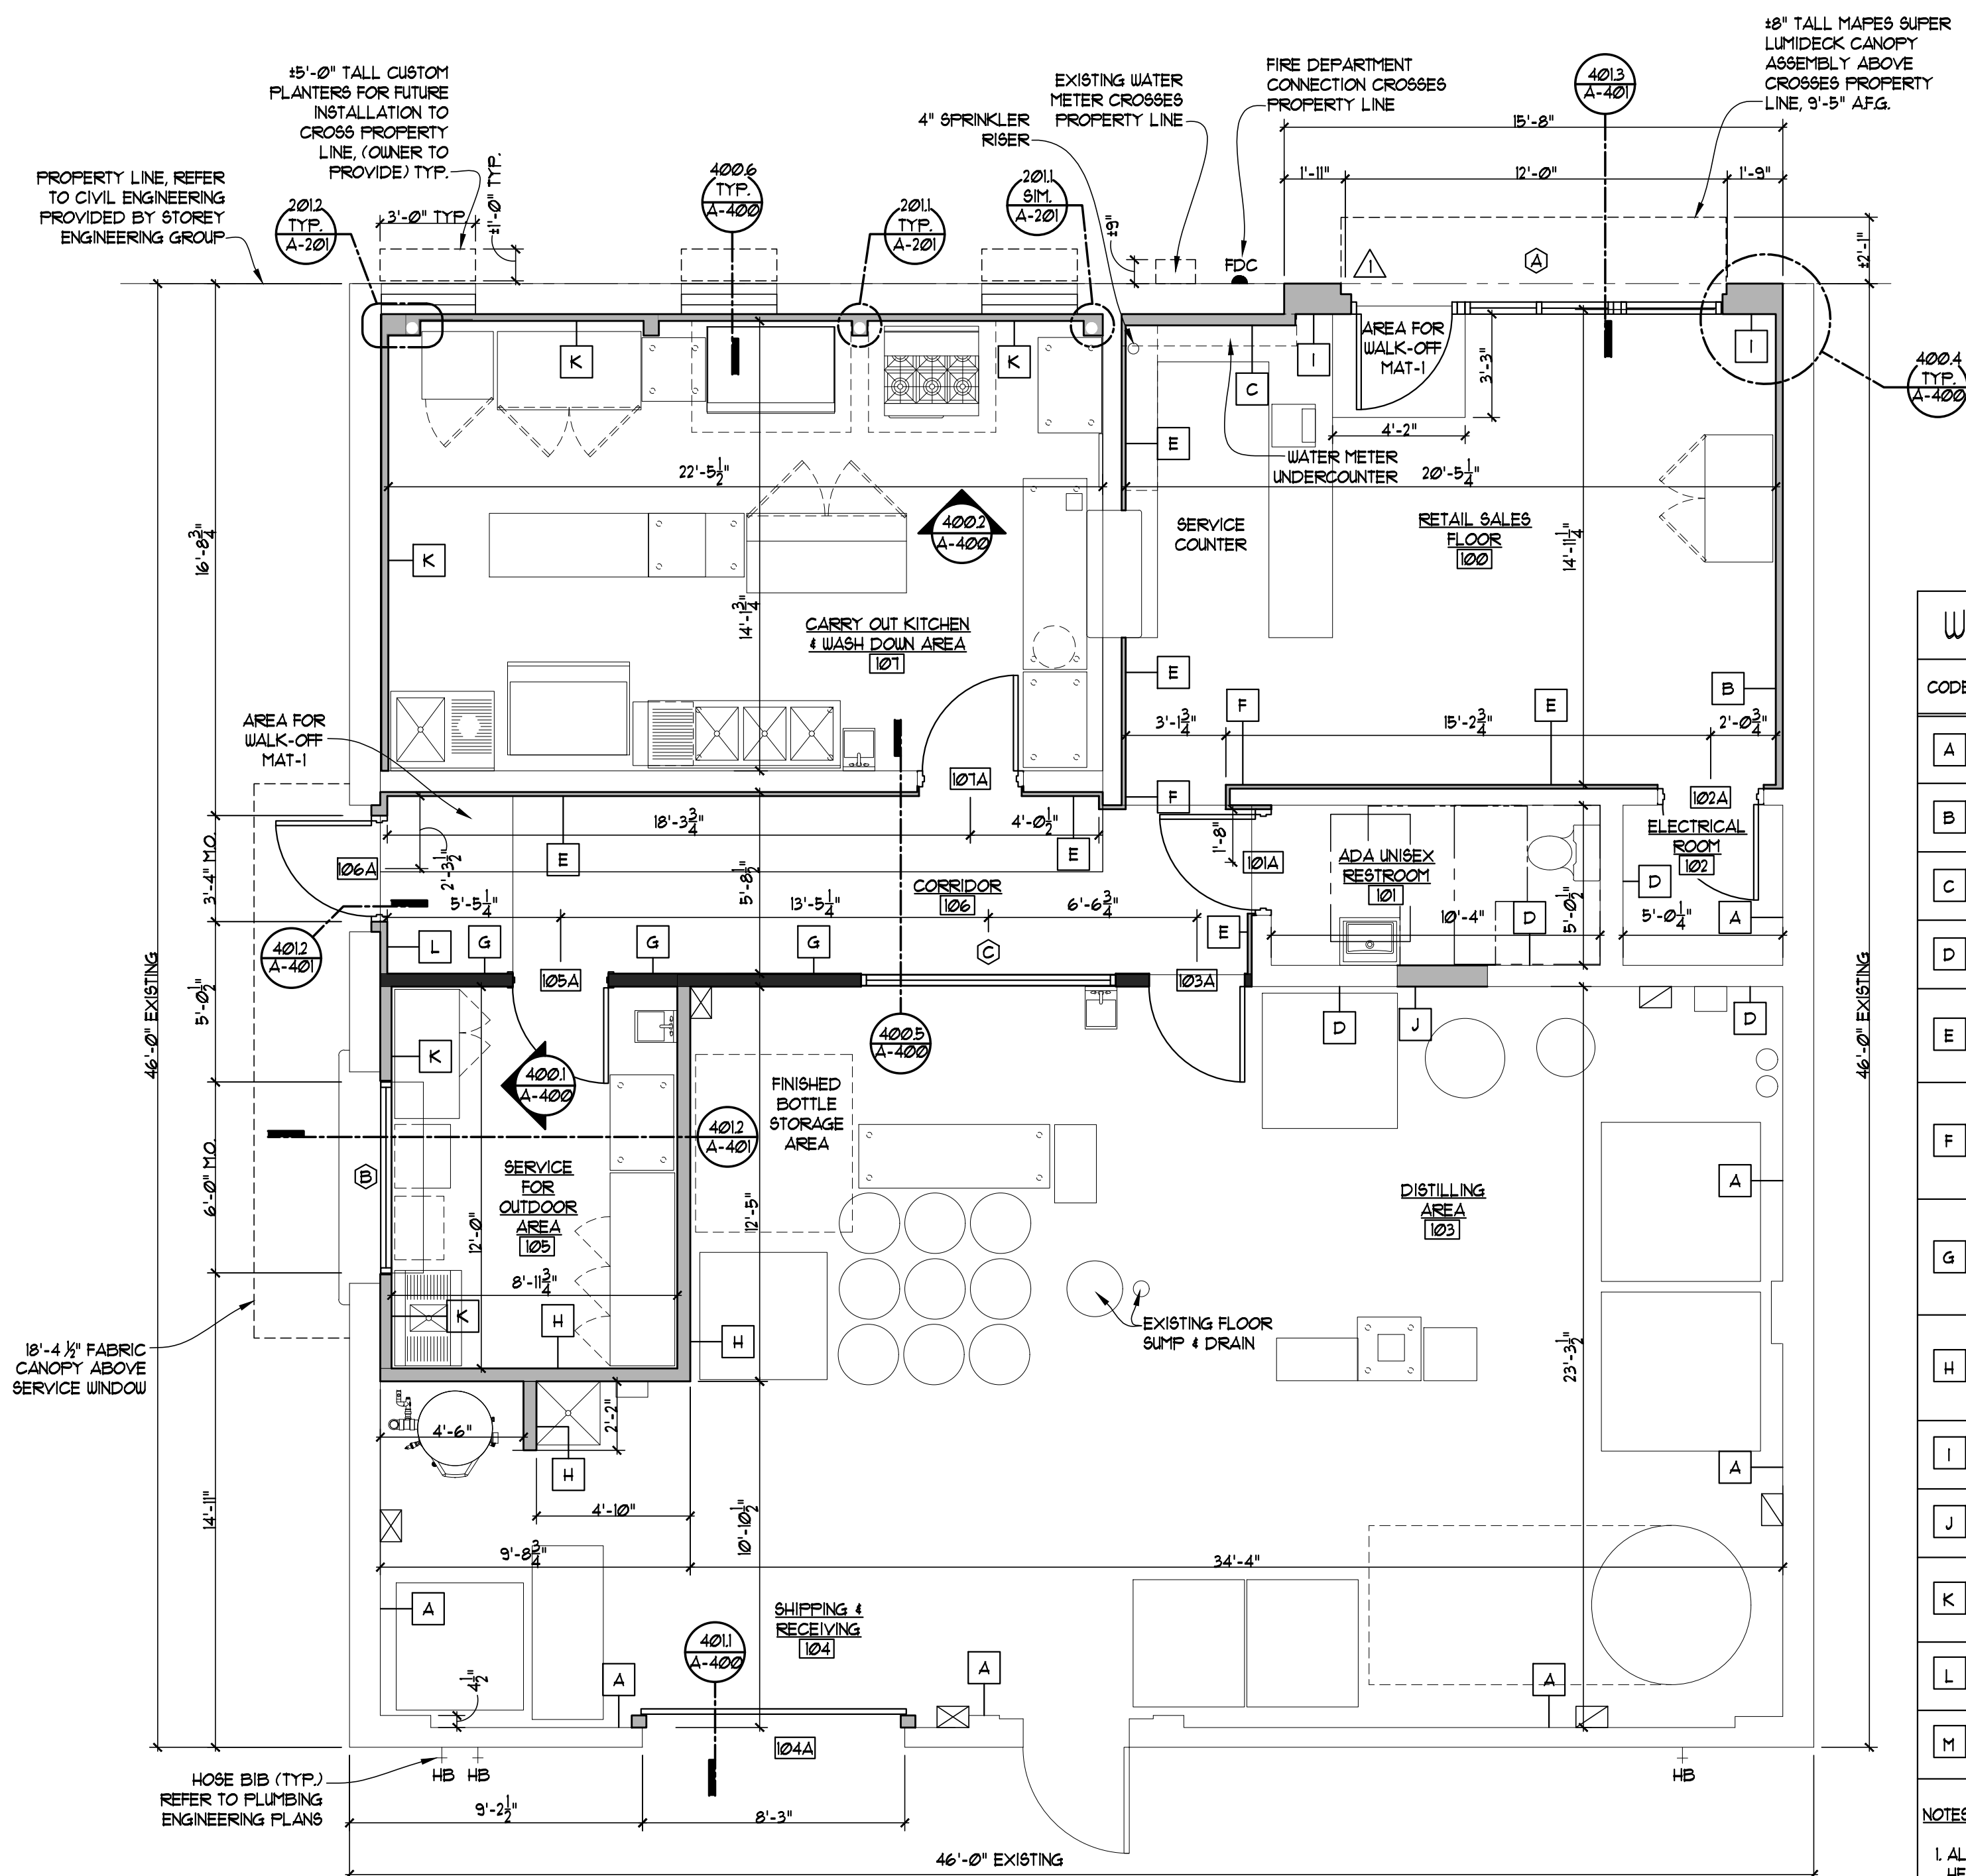 ±8" TALL MAPES SUPER
LUMIDECK CANOPY
ASSEMBLY ABOVE
CROSSES PROPERTY
LINE, 9'-5" A.F.G.
±5'-0" TALL CUSTOM
PLANTERS FOR FUTURE
INSTALLATION TO
CROSS PROPERTY
LINE, (OWNER TO
PROVIDE) TYP.
EXISTING WATER
METER CROSSES
PROPERTY LINE
FIRE DEPARTMENT
CONNECTION CROSSES
PROPERTY LINE
401.3
A-401
4" SPRINKLER
RISER
15'-8"
1'-11"
12'-0"
1'-9"
PROPERTY LINE, REFER
TO CIVIL ENGINEERING
PROVIDED BY STOREY
ENGINEERING GROUP
201.2
TYP.
A-201
3'-0" TYP.
±1'-0" TYP.
400.6
TYP.
A-400
201.1
TYP.
A-201
201.1
SIM.
A-201
±9"
FDC
1
A
±2'-1"
K
K
C
I
AREA FOR
WALK-OFF
MAT-1
3'-3"
I
400.4
TYP.
A-400
4'-2"
E
WATER METER
UNDERCOUNTER
22'-5 1/2"
20'-5 1/4"
400.2
A-400
SERVICE
COUNTER
RETAIL SALES
FLOOR
100
14'-11 1/4"
16'-8 3/4"
K
14'-1 3/4"
CARRY OUT KITCHEN
& WASH DOWN AREA
107
W
CODE
E
F
E
B
3'-1 3/4"
15'-2 3/4"
2'-0 3/4"
AREA FOR
WALK-OFF
MAT-1
107A
F
102A
18'-3 3/4"
4'-0 1/2"
1'-8"
ELECTRICAL
ROOM
102
E
E
101A
ADA UNISEX
RESTROOM
101
D
106A
2'-3 1/2"
5'-8 1/2"
CORRIDOR
106
3'-4" M.O.
5'-5 1/4"
13'-5 1/4"
6'-6 3/4"
10'-4"
D
5'-0 1/2"
5'-0 1/4"
A
401.2
A-401
L
G
G
G
C
E
105A
103A
46'-0" EXISTING
5'-0 1/2"
46'-0" EXISTING
K
400.1
A-400
400.5
A-400
D
J
D
FINISHED
BOTTLE
STORAGE
AREA
401.2
A-401
B
6'-0" M.O.
SERVICE
FOR
OUTDOOR
AREA
105
12'-0"
12'-5"
DISTILLING
AREA
103
A
8'-11 3/4"
K
H
H
EXISTING FLOOR
SUMP & DRAIN
23'-3 1/2"
18'-4 1/2" FABRIC
CANOPY ABOVE
SERVICE WINDOW
4'-6"
2'-2"
H
A
14'-11"
4'-10"
10'-10 1/2"
9'-8 3/4"
34'-4"
A
SHIPPING &
RECEIVING
104
401.1
A-400
4 1/2"
A
A
A
104A
HB
HB
HB
HOSE BIB (TYP.)
REFER TO PLUMBING
ENGINEERING PLANS
9'-2 1/2"
8'-3"
46'-0" EXISTING
A
B
C
D
E
F
G
H
I
J
K
L
M
NOTES
1. AL
HE